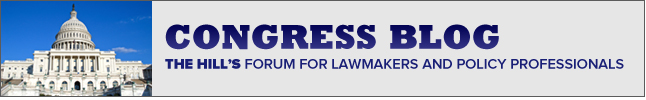 CONGRESS BLOG
THE HILL'S FORUM FOR LAWMAKERS AND POLICY PROFESSIONALS